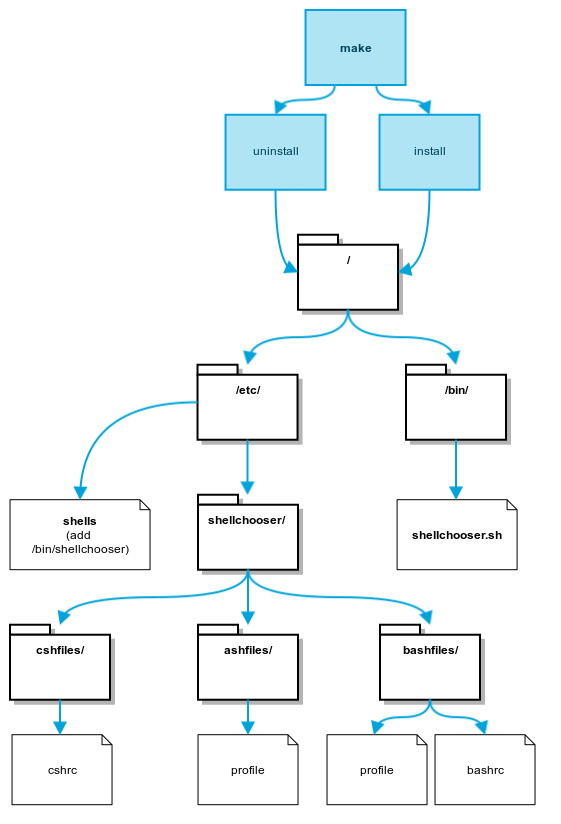 make
uninstall
install
/
/etc/
/bin/
shells
(add
/bin/shellchooser)
shellchooser/
shellchooser.sh
cshfiles/
ashfiles/
bashfiles/
cshrc
profile
profile
bashrc